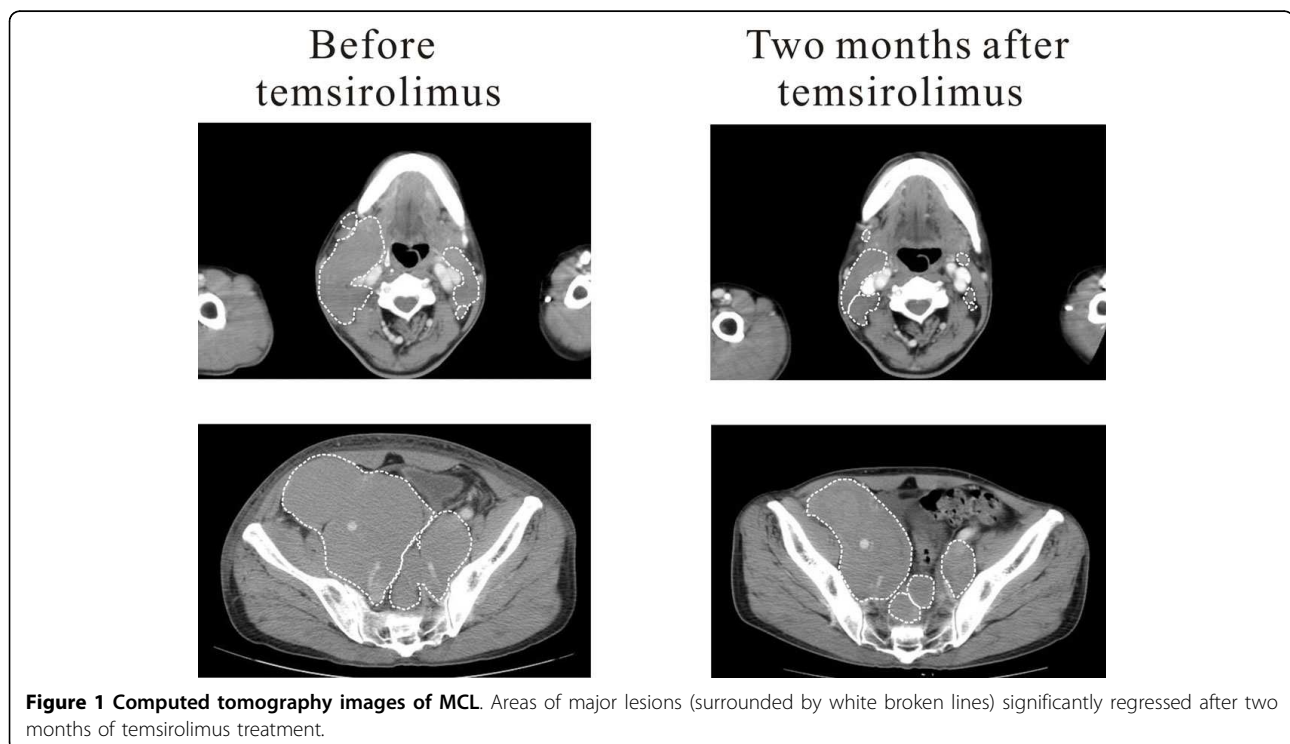 Before
temsirolimus
Two months after
temsirolimus
Figure 1 Computed tomography images of MCL. Areas of major lesions (surrounded by white broken lines) significantly regressed after two
months of temsirolimus treatment.